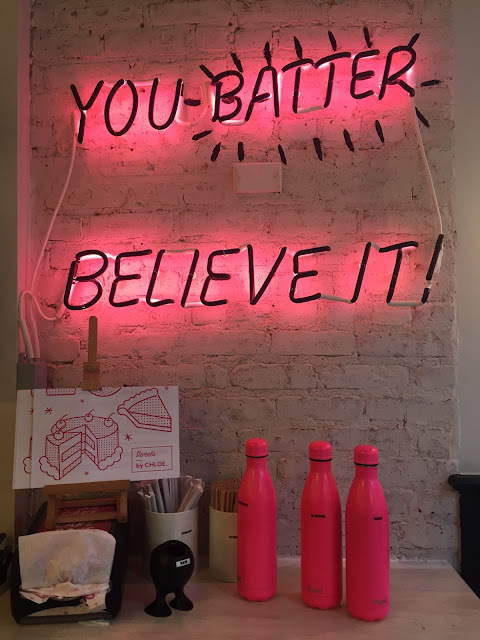 YOU-BATTER
BELIEVE IT!
Sweets
by CHLOE.